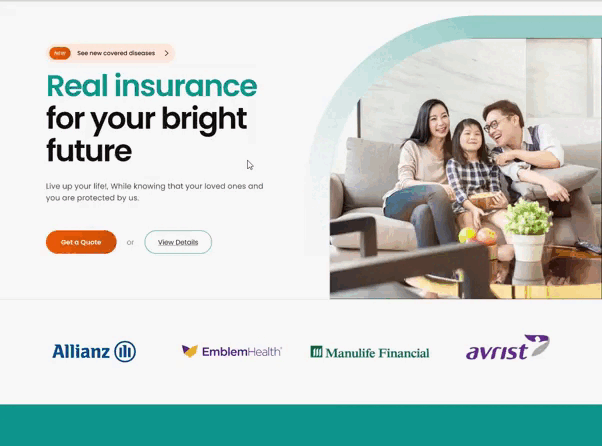 NEW See new covered diseases
Real insurance
for your bright
future
Live up your life!, While knowing that your loved ones and
you are protected by us.
Get a Quote or View Details
Allianz EmblemHealth Manulife Financial avrist